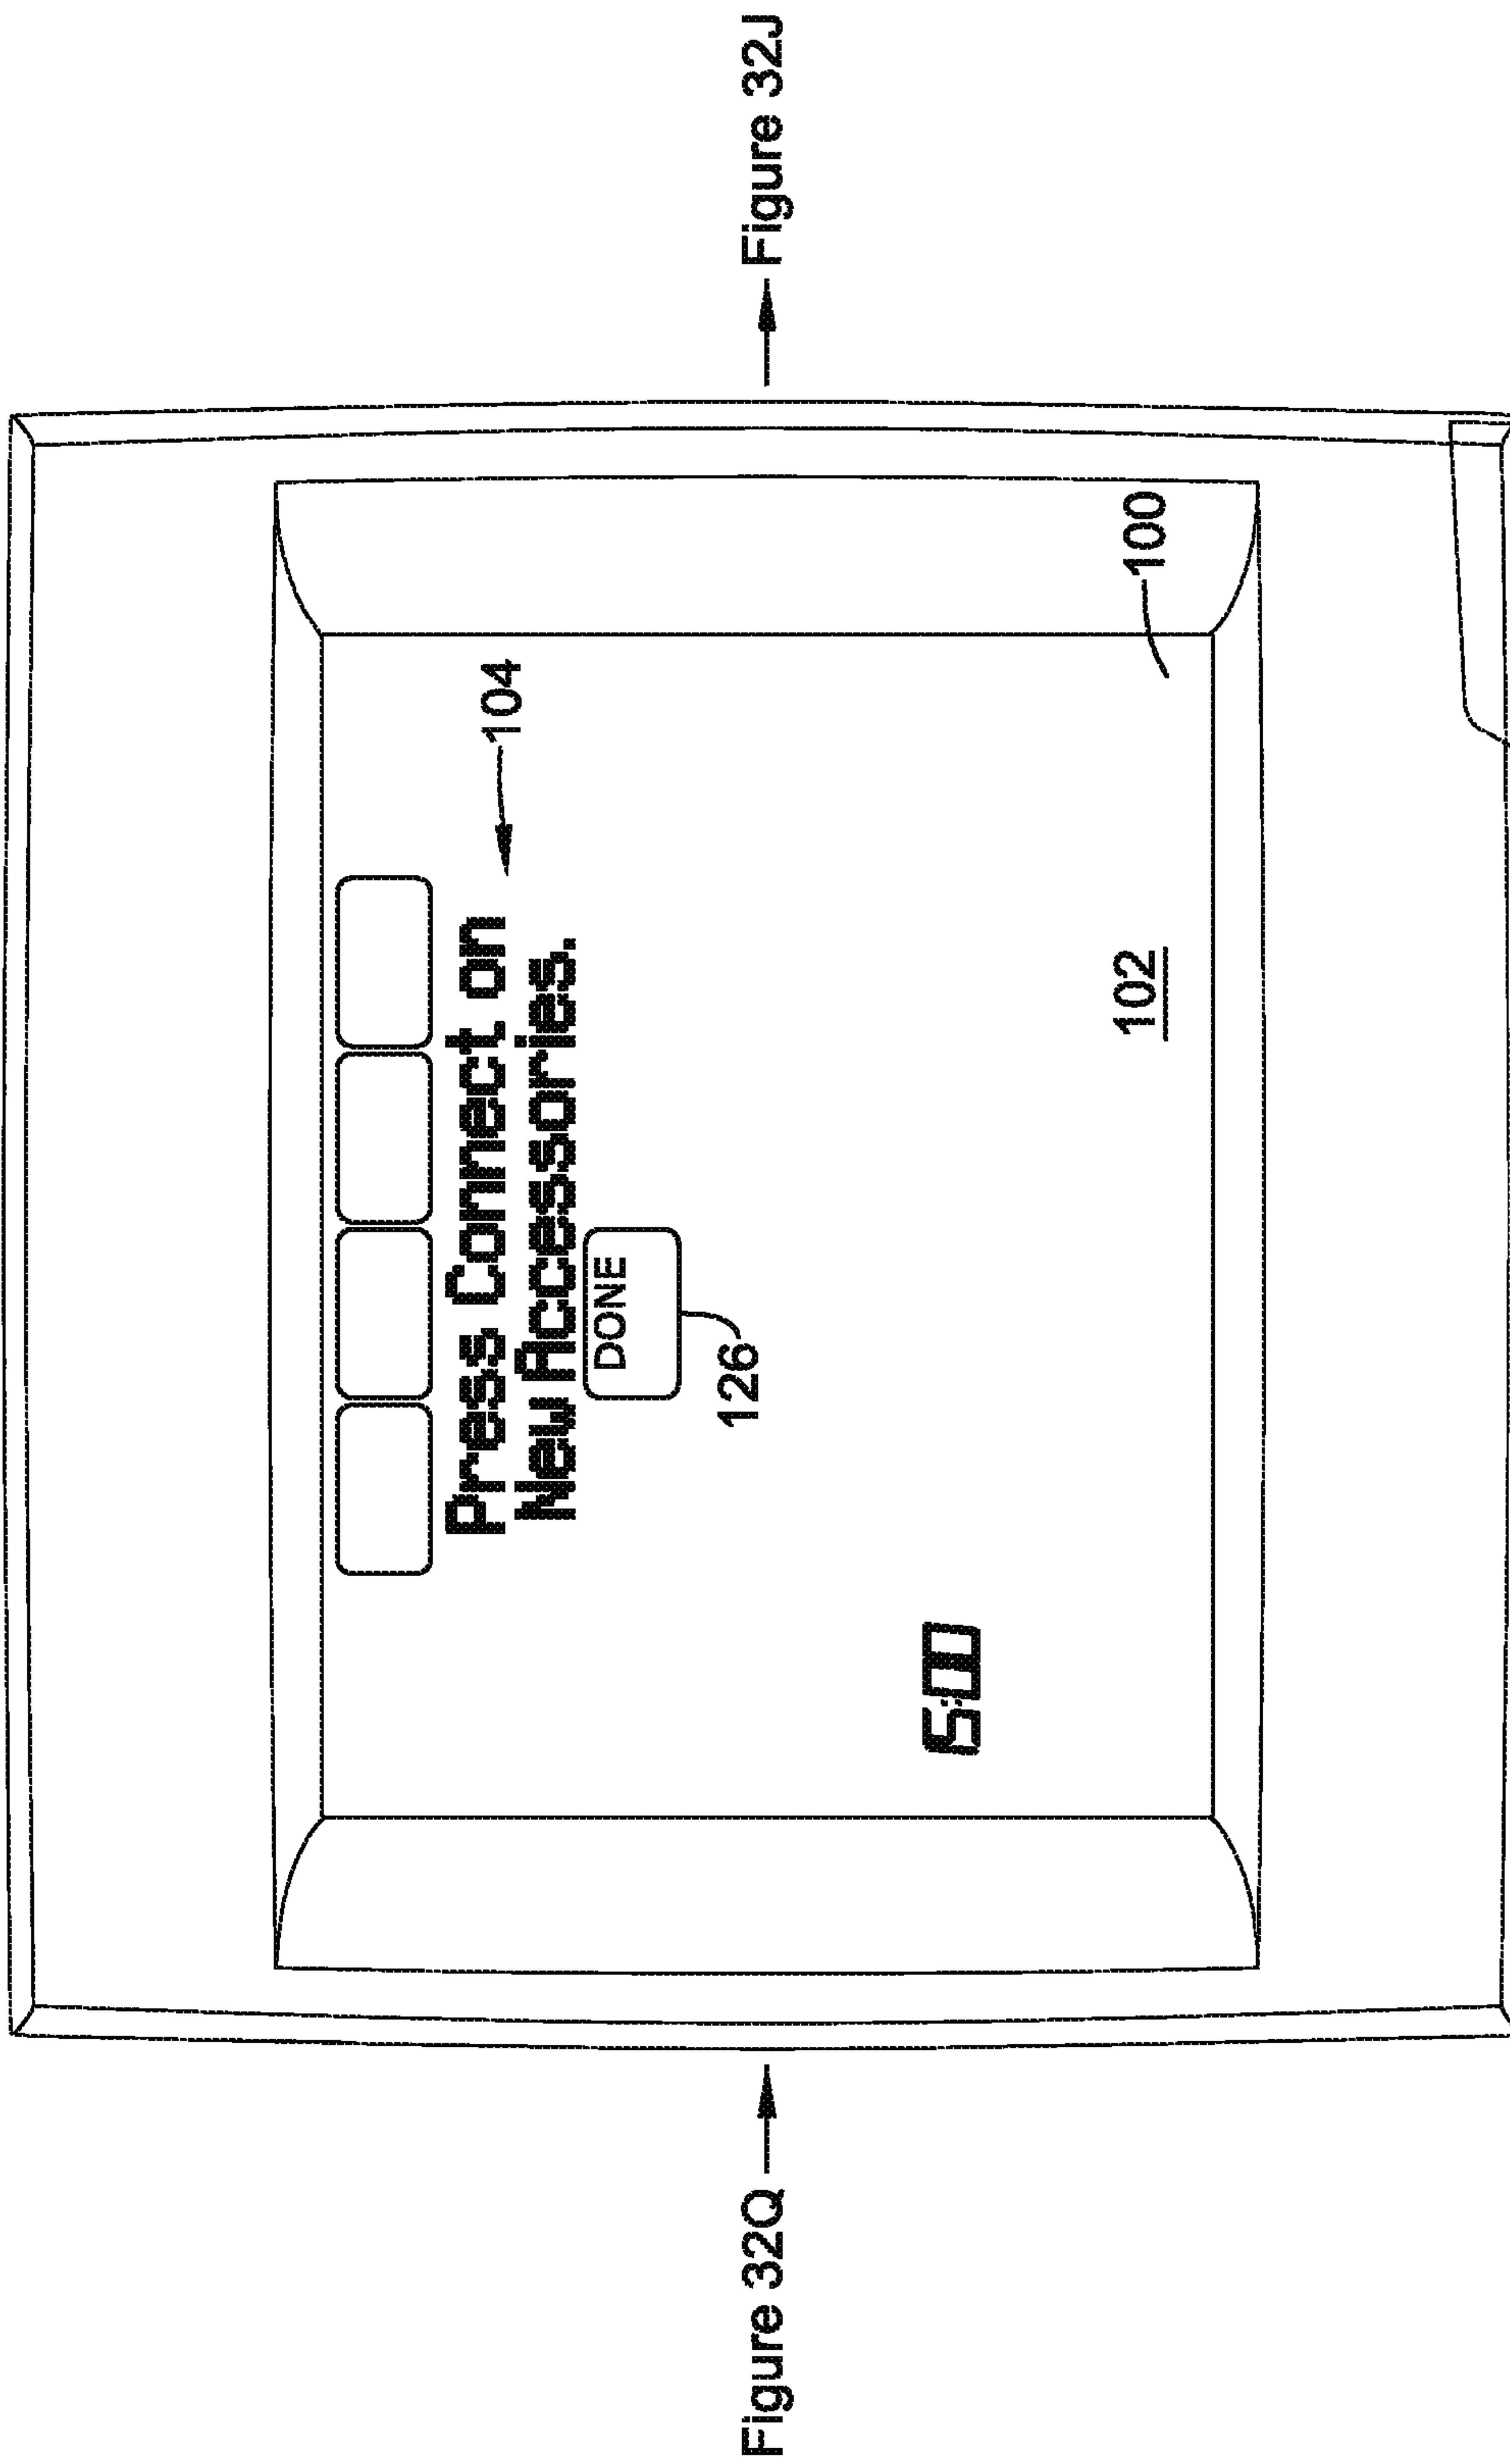 Press Connect on
New Accessories.
104
DONE
126
Figure 32Q
Figure 32J
5:00
102
100